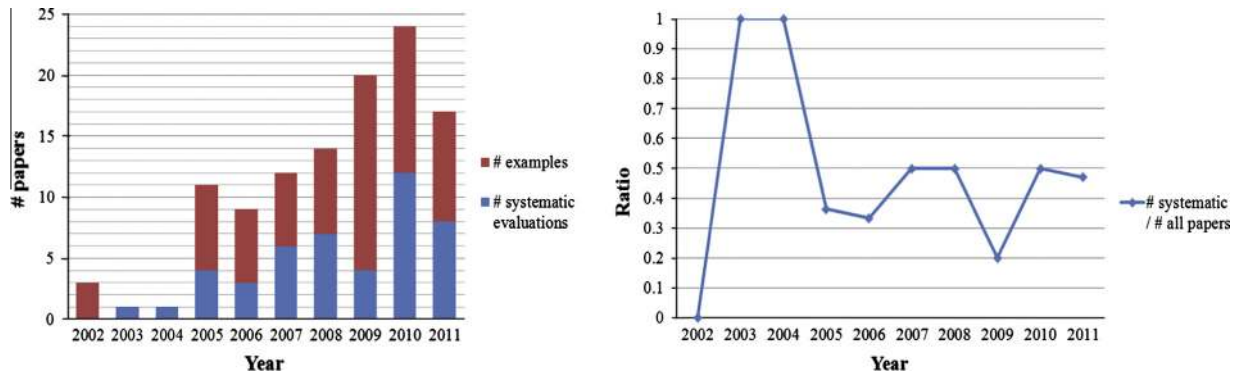 25
20
15
10
5
0
# papers
2002 2003 2004 2005 2006 2007 2008 2009 2010 2011
Year
# examples
# systematic
evaluations
1
0.9
0.8
0.7
0.6
0.5
0.4
0.3
0.2
0.1
0
Ratio
2002 2003 2004 2005 2006 2007 2008 2009 2010 2011
Year
# systematic
/ # all papers